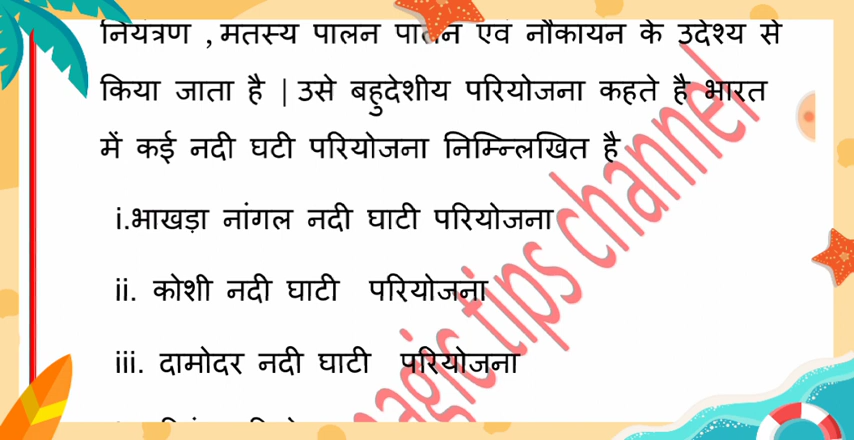 नियंत्रण , मतस्य पालन पालन एवं नौकायन के उदेश्य से
किया जाता है | उसे बहुदेशीय परियोजना कहते है भारत
में कई नदी घटी परियोजना निम्न्लिखित है
i.भाखड़ा नांगल नदी घाटी परियोजना
ii. कोशी नदी घाटी परियोजना
iii. दामोदर नदी घाटी परियोजना
magic tips channel